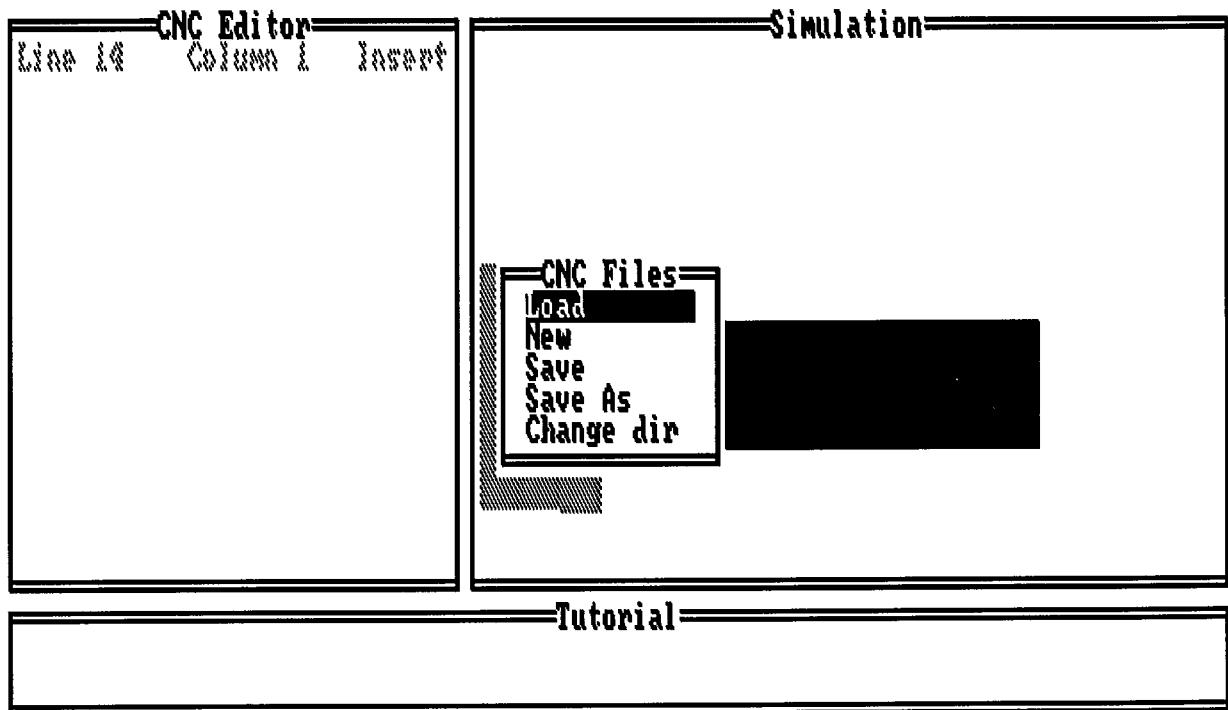 CNC Editor
Line 14 Column 1 Insert
Simulation
CNC Files
Load
New
Save
Save As
Change dir
Tutorial